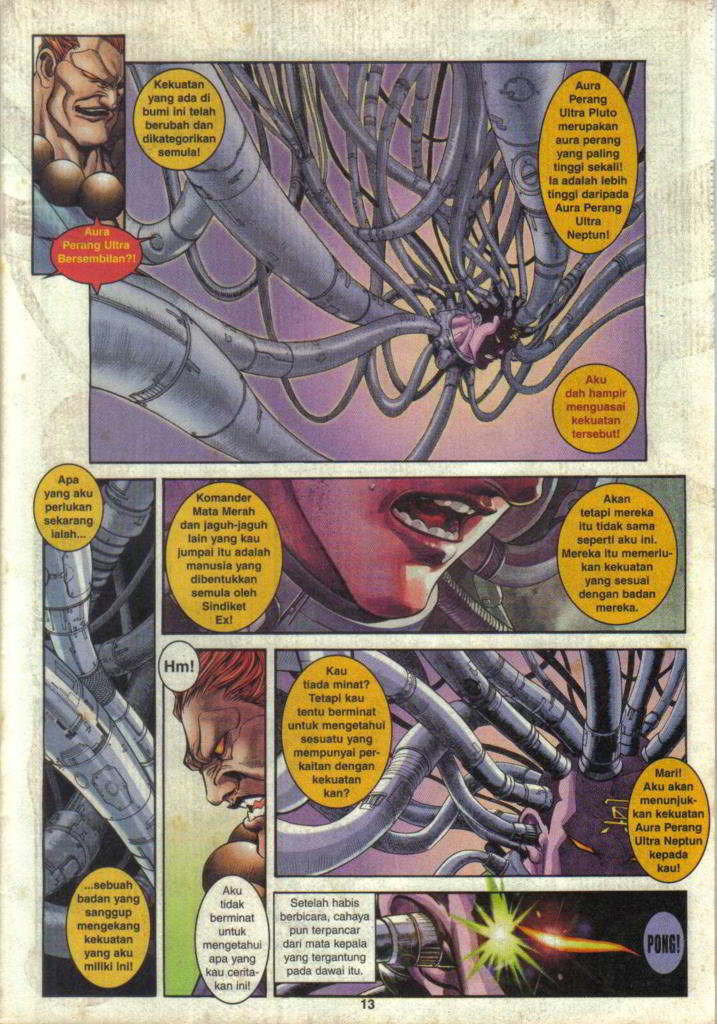 Kekuatan
yang ada di
bumi ini telah
berubah dan
dikategorikan
semula!
Aura
Perang
Ultra Pluto
merupakan
aura perang
yang paling
tinggi sekali!
Ia adalah lebih
tinggi daripada
Aura Perang
Ultra
Neptun!
Aura
Perang Ultra
Bersembilan?!
Aku
dah hampir
menguasai
kekuatan
tersebut!
Apa
yang aku
perlukan
sekarang
ialah...
...sebuah
badan yang
sanggup
mengekang
kekuatan
yang aku
miliki ini!
Komander
Mata Merah
dan jaguh-jaguh
lain yang kau
jumpai itu adalah
manusia yang
dibentukkan
semula oleh
Sindiket
Ex!
Akan
tetapi mereka
itu tidak sama
seperti aku ini.
Mereka itu memerlu-
kan kekuatan
yang sesuai
dengan badan
mereka.
Hm!
Aku
tidak
berminat
untuk
mengetahui
apa yang
kau cerita-
kan ini!
Kau
tiada minat?
Tetapi kau
tentu berminat
untuk mengetahui
sesuatu yang
mempunyai per-
kaitan dengan
kekuatan
kan?
Mari!
Aku akan
menunjuk-
kan kekuatan
Aura Perang
Ultra Neptun
kepada
kau!
Setelah habis
berbicara, cahaya
pun terpancar
dari mata kepala
yang tergantung
pada dawai itu.
PONG!
13